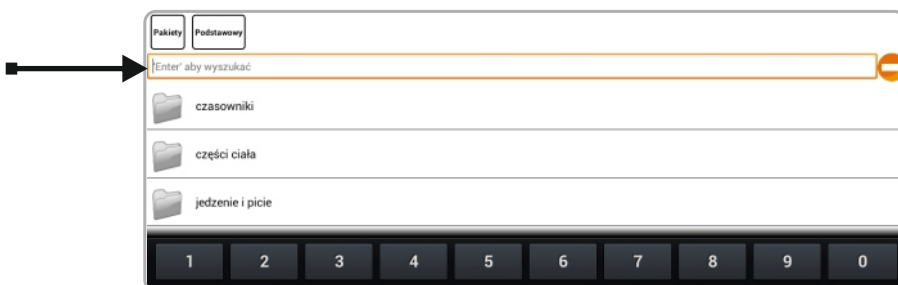 Pakiety Podstawowy
'Enter' aby wyszukać
czasowniki
części ciała
jedzenie i picie
1 2 3 4 5 6 7 8 9 0